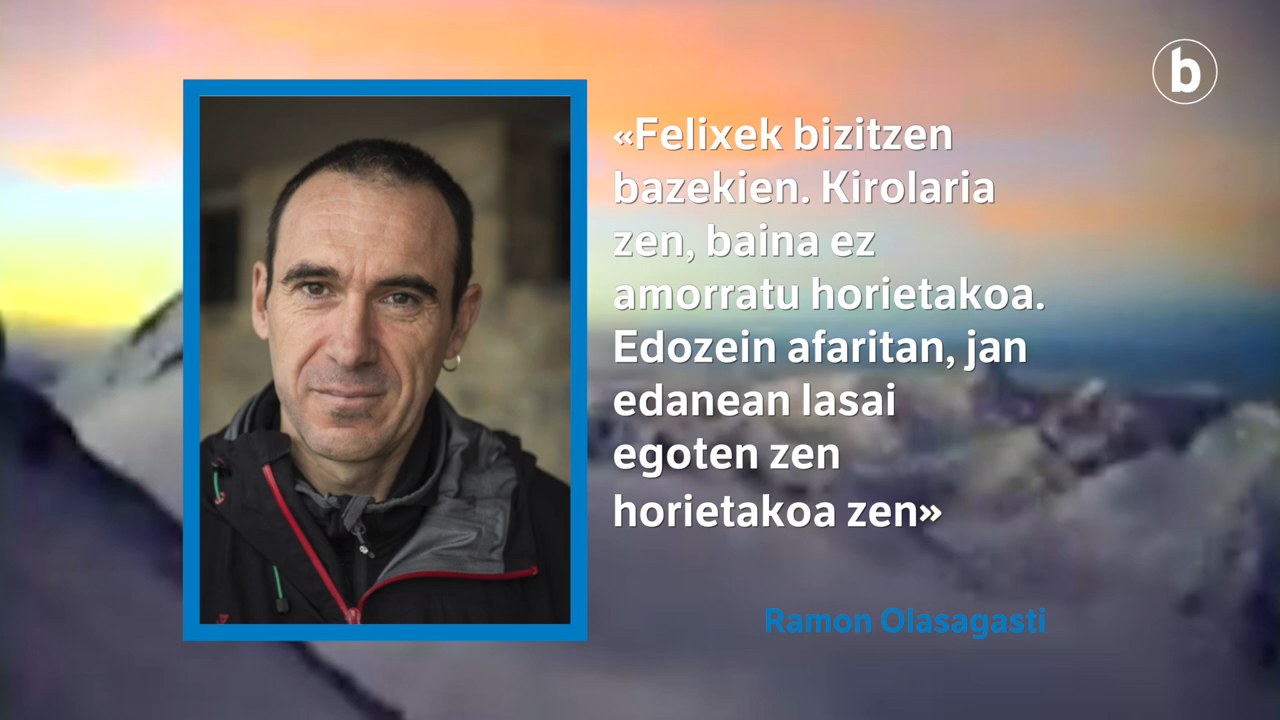 b
«Felixek bizitzen
bazekien. Kirolaria
zen, baina ez
amorratu horietakoa.
Edozein afaritan, jan
edanean lasai
egoten zen
horietakoa zen»
Ramon Olasagasti